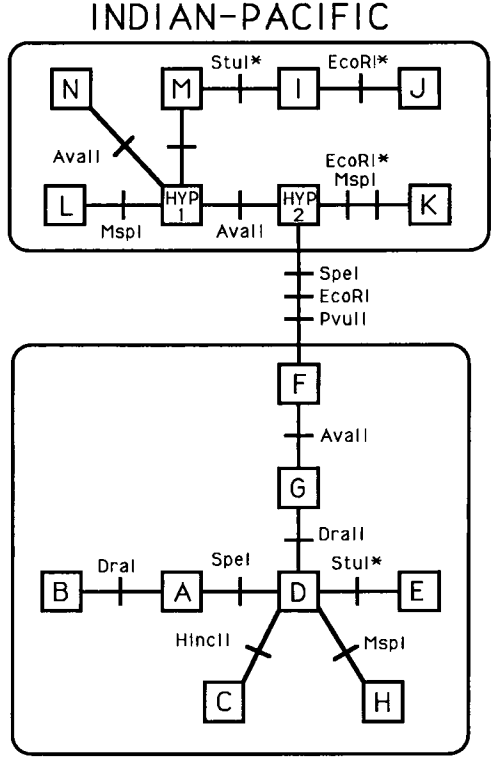 INDIAN-PACIFIC
StuI* EcoRI*
N M I J
AvaII
EcoRI*
MspI
L HYP 1 HYP 2 K
MspI AvaII
SpeI
EcoRI
PvuII
F
AvaII
G
DraII
DraI SpeI StuI*
B A D E
HincII MspI
C H